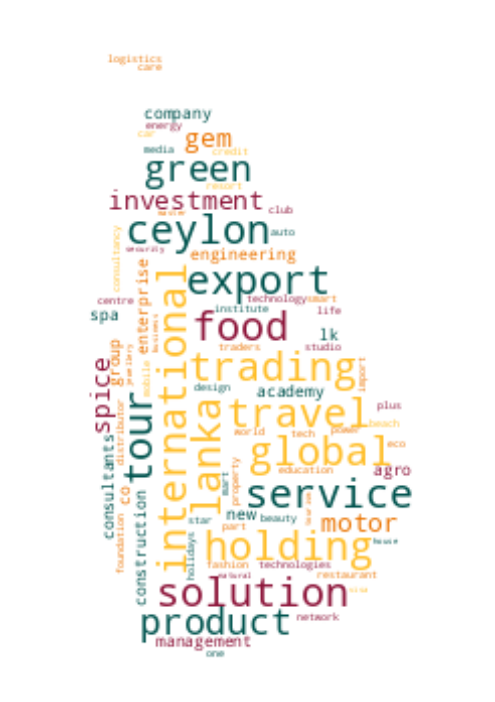 logistics
care
company
energy
car
gem
media
credit
green
resort
investment
club
master
ceylon
auto
security
engineering
consultancy
export
enterprise
centre
technology
smart
institute
life
spa
food
business
lk
traders
studio
international
group
jewellery
trading
import
mobile
design
academy
spice
tour
lanka
travel
plus
distributor
beach
world
tech
power
global
eco
consultants
education
agro
property
mart
co
service
construction
new
beauty
star
part
motor
foundation
holding
house
holidays
fashion
technologies
natural
restaurant
solution
visa
product
network
management
one